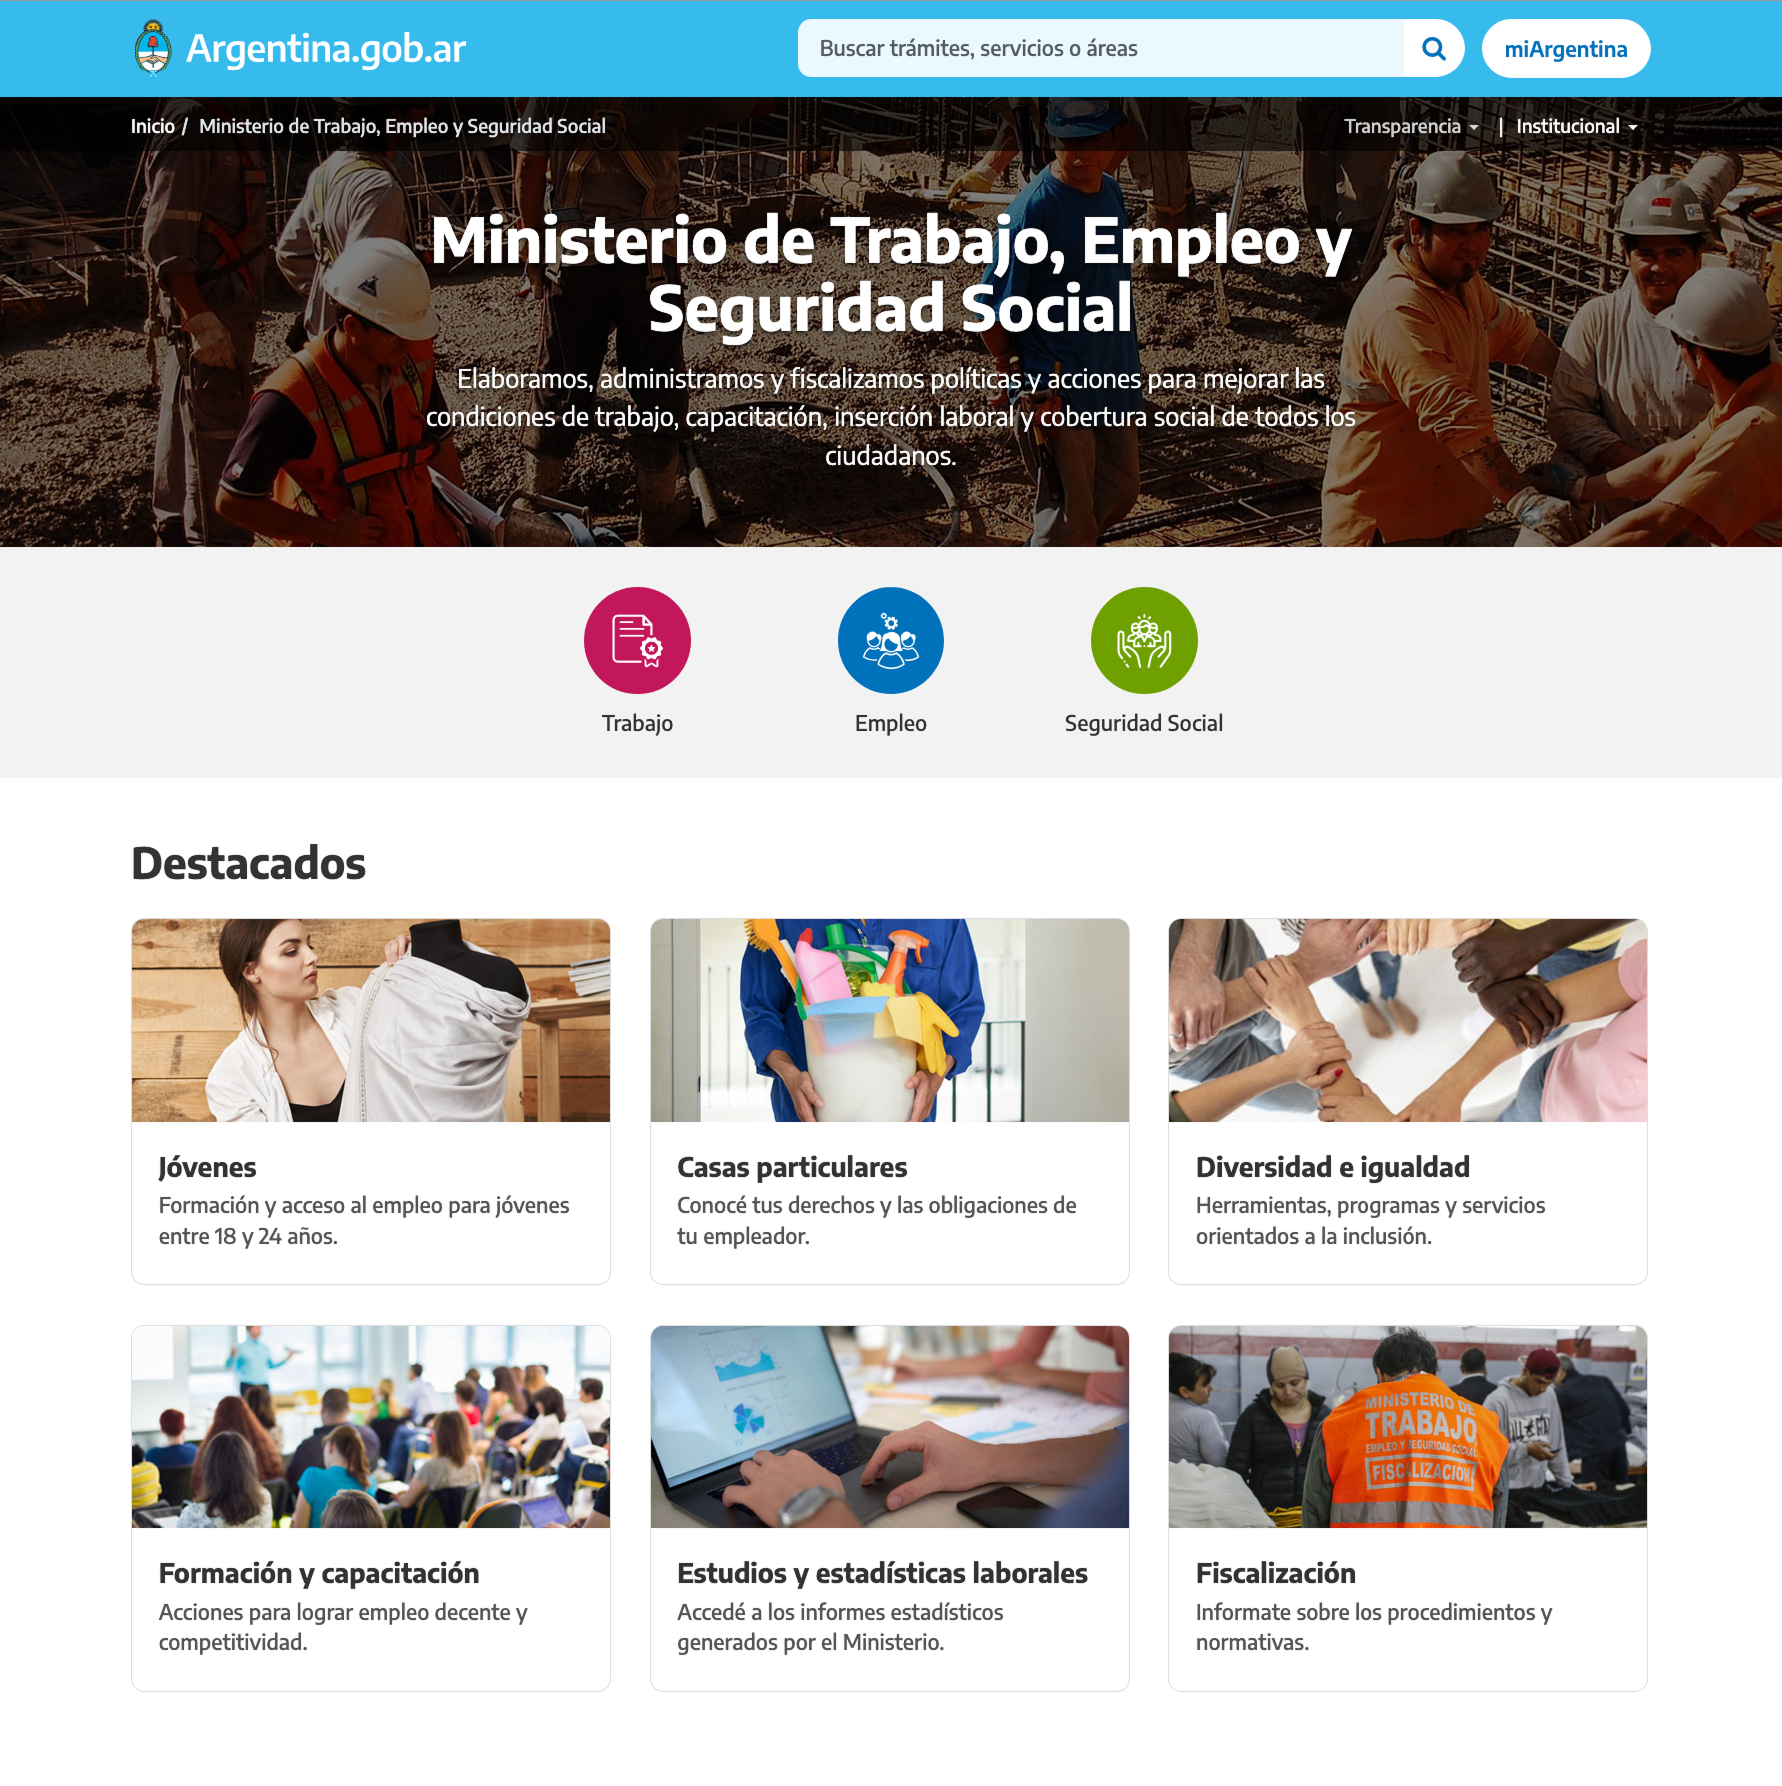 Argentina.gob.ar
Buscar trámites, servicios o áreas
miArgentina
Inicio / Ministerio de Trabajo, Empleo y Seguridad Social
Transparencia | Institucional
Ministerio de Trabajo, Empleo y
Seguridad Social
Elaboramos, administramos y fiscalizamos políticas y acciones para mejorar las
condiciones de trabajo, capacitación, inserción laboral y cobertura social de todos los
ciudadanos.
Trabajo
Empleo
Seguridad Social
Destacados
Jóvenes
Formación y acceso al empleo para jóvenes
entre 18 y 24 años.
Casas particulares
Conocé tus derechos y las obligaciones de
tu empleador.
Diversidad e igualdad
Herramientas, programas y servicios
orientados a la inclusión.
MINISTERIO DE
TRABAJO
EMPLEO Y SEGURIDAD SOCIAL
FISCALIZACIÓN
Formación y capacitación
Acciones para lograr empleo decente y
competitividad.
Estudios y estadísticas laborales
Accedé a los informes estadísticos
generados por el Ministerio.
Fiscalización
Informate sobre los procedimientos y
normativas.